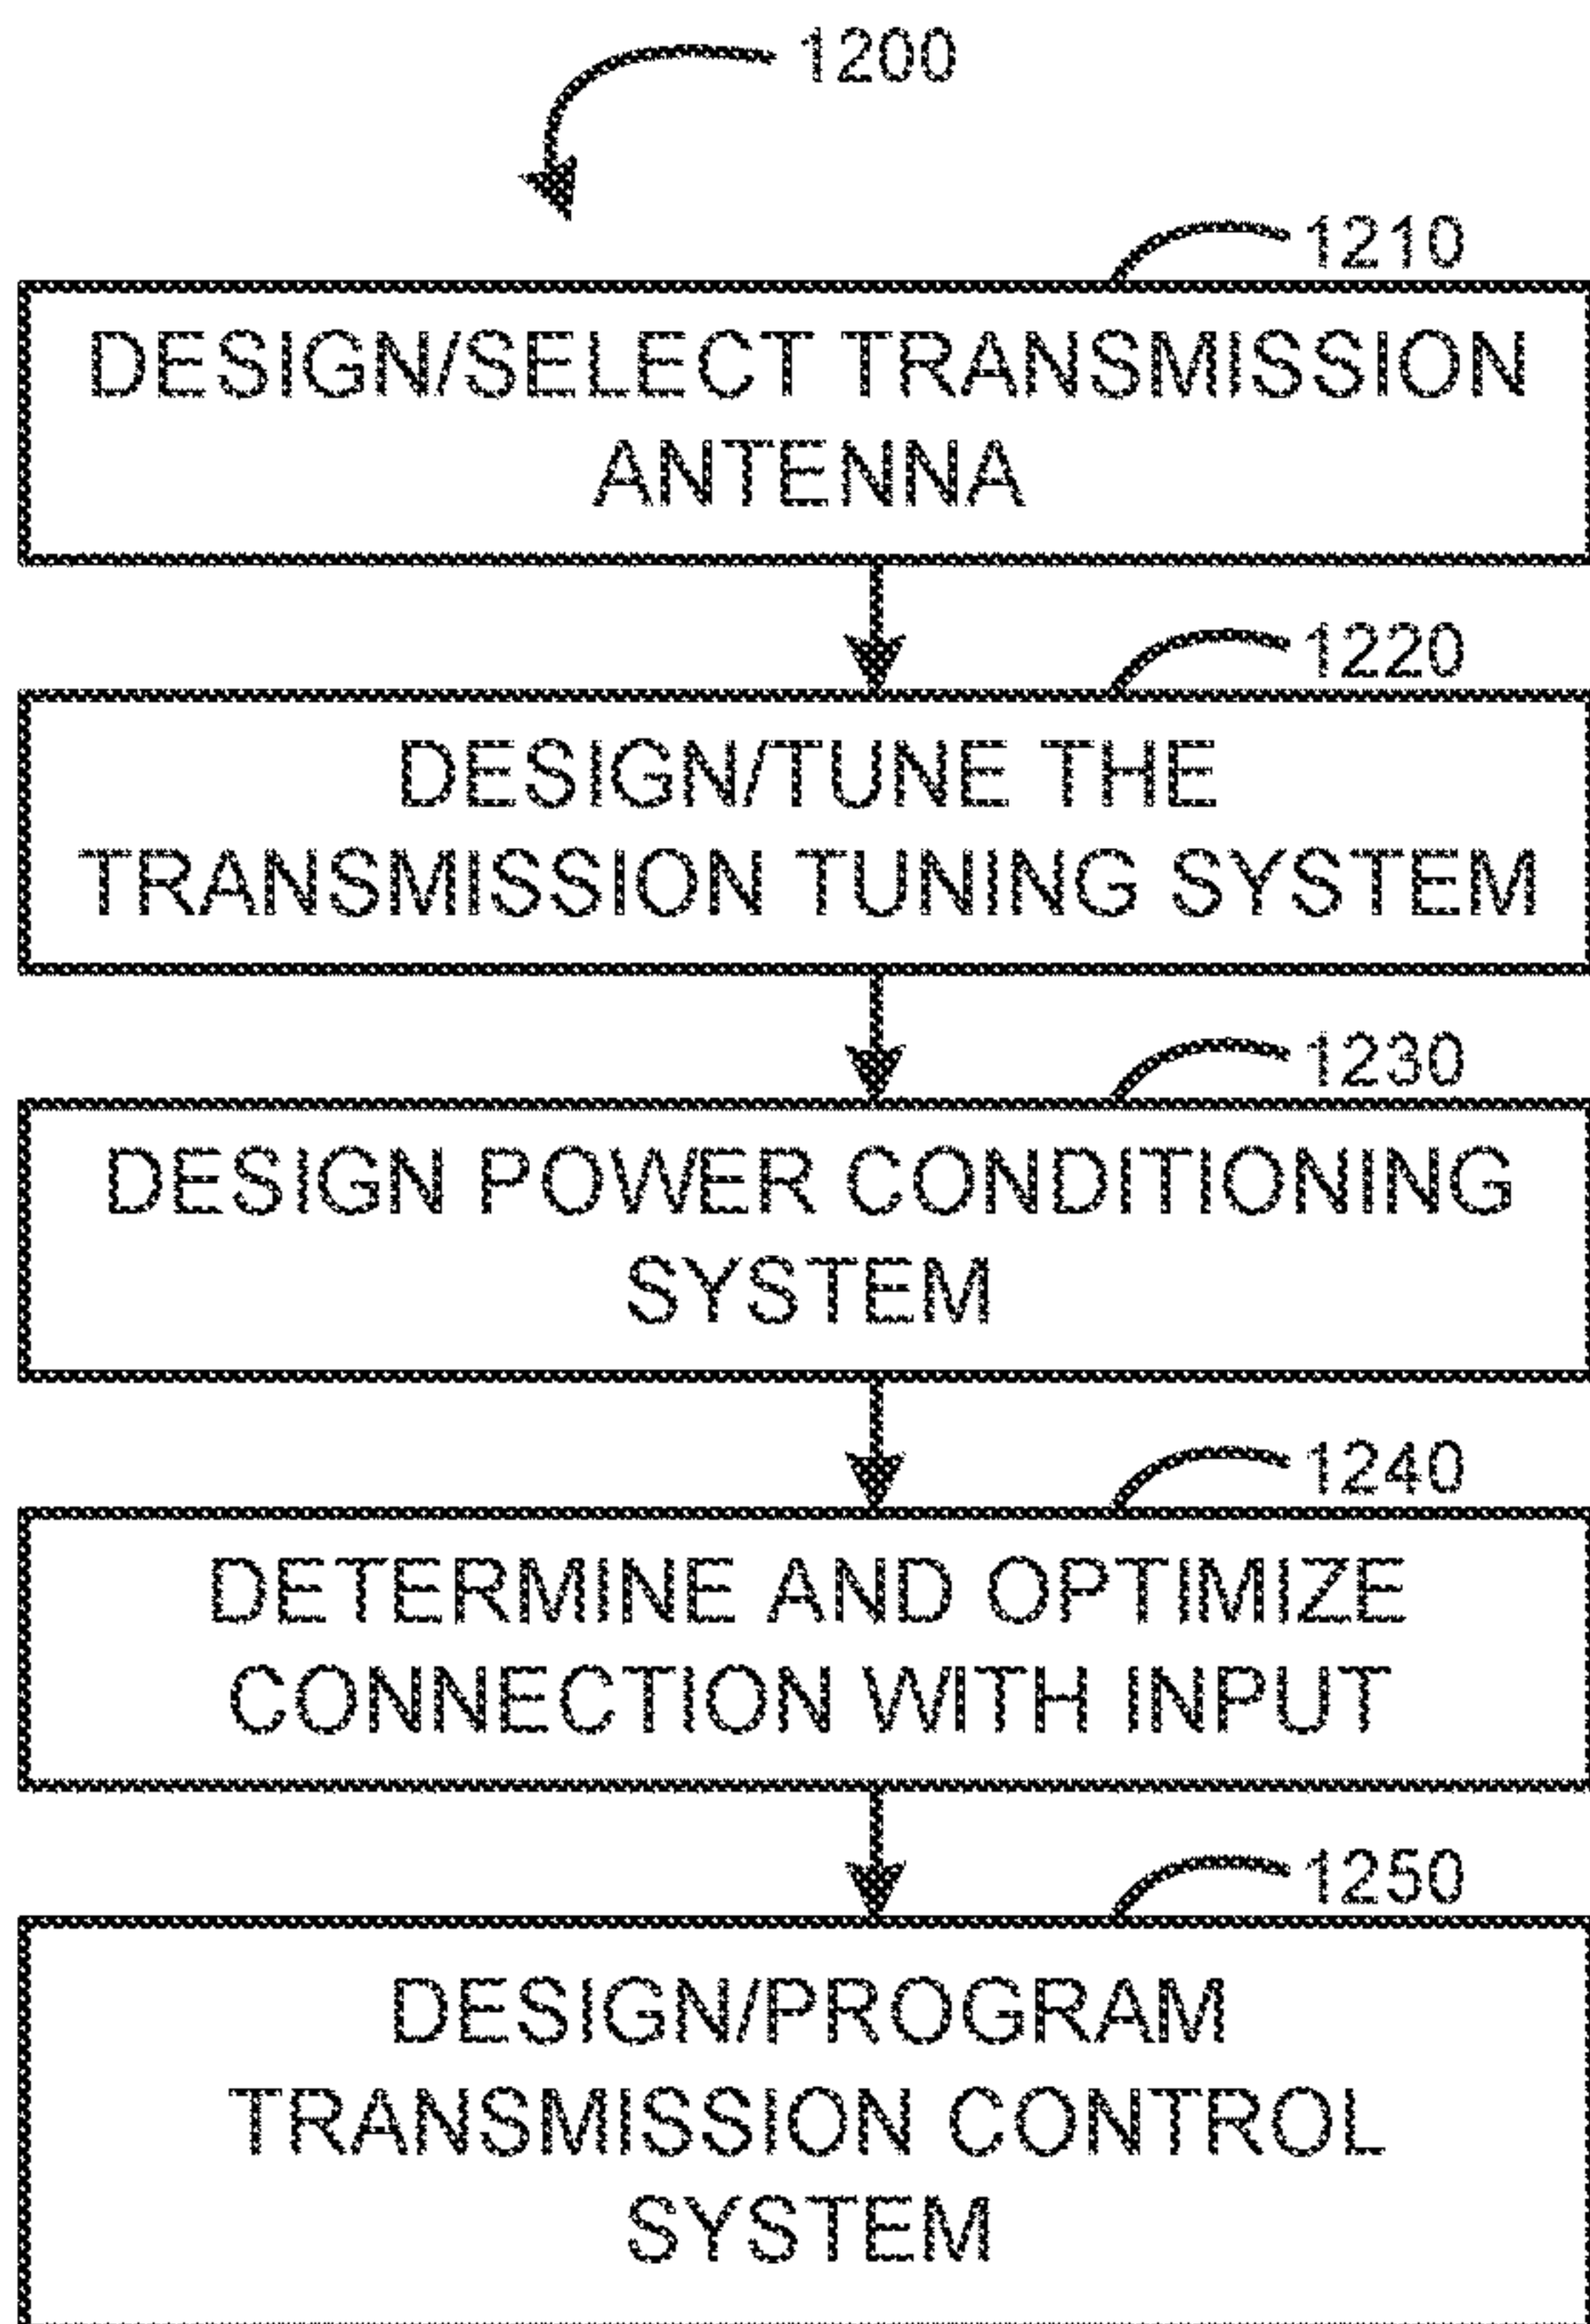 1200
1210
DESIGN/SELECT TRANSMISSION
ANTENNA
1220
DESIGN/TUNE THE
TRANSMISSION TUNING SYSTEM
1230
DESIGN POWER CONDITIONING
SYSTEM
1240
DETERMINE AND OPTIMIZE
CONNECTION WITH INPUT
1250
DESIGN/PROGRAM
TRANSMISSION CONTROL
SYSTEM